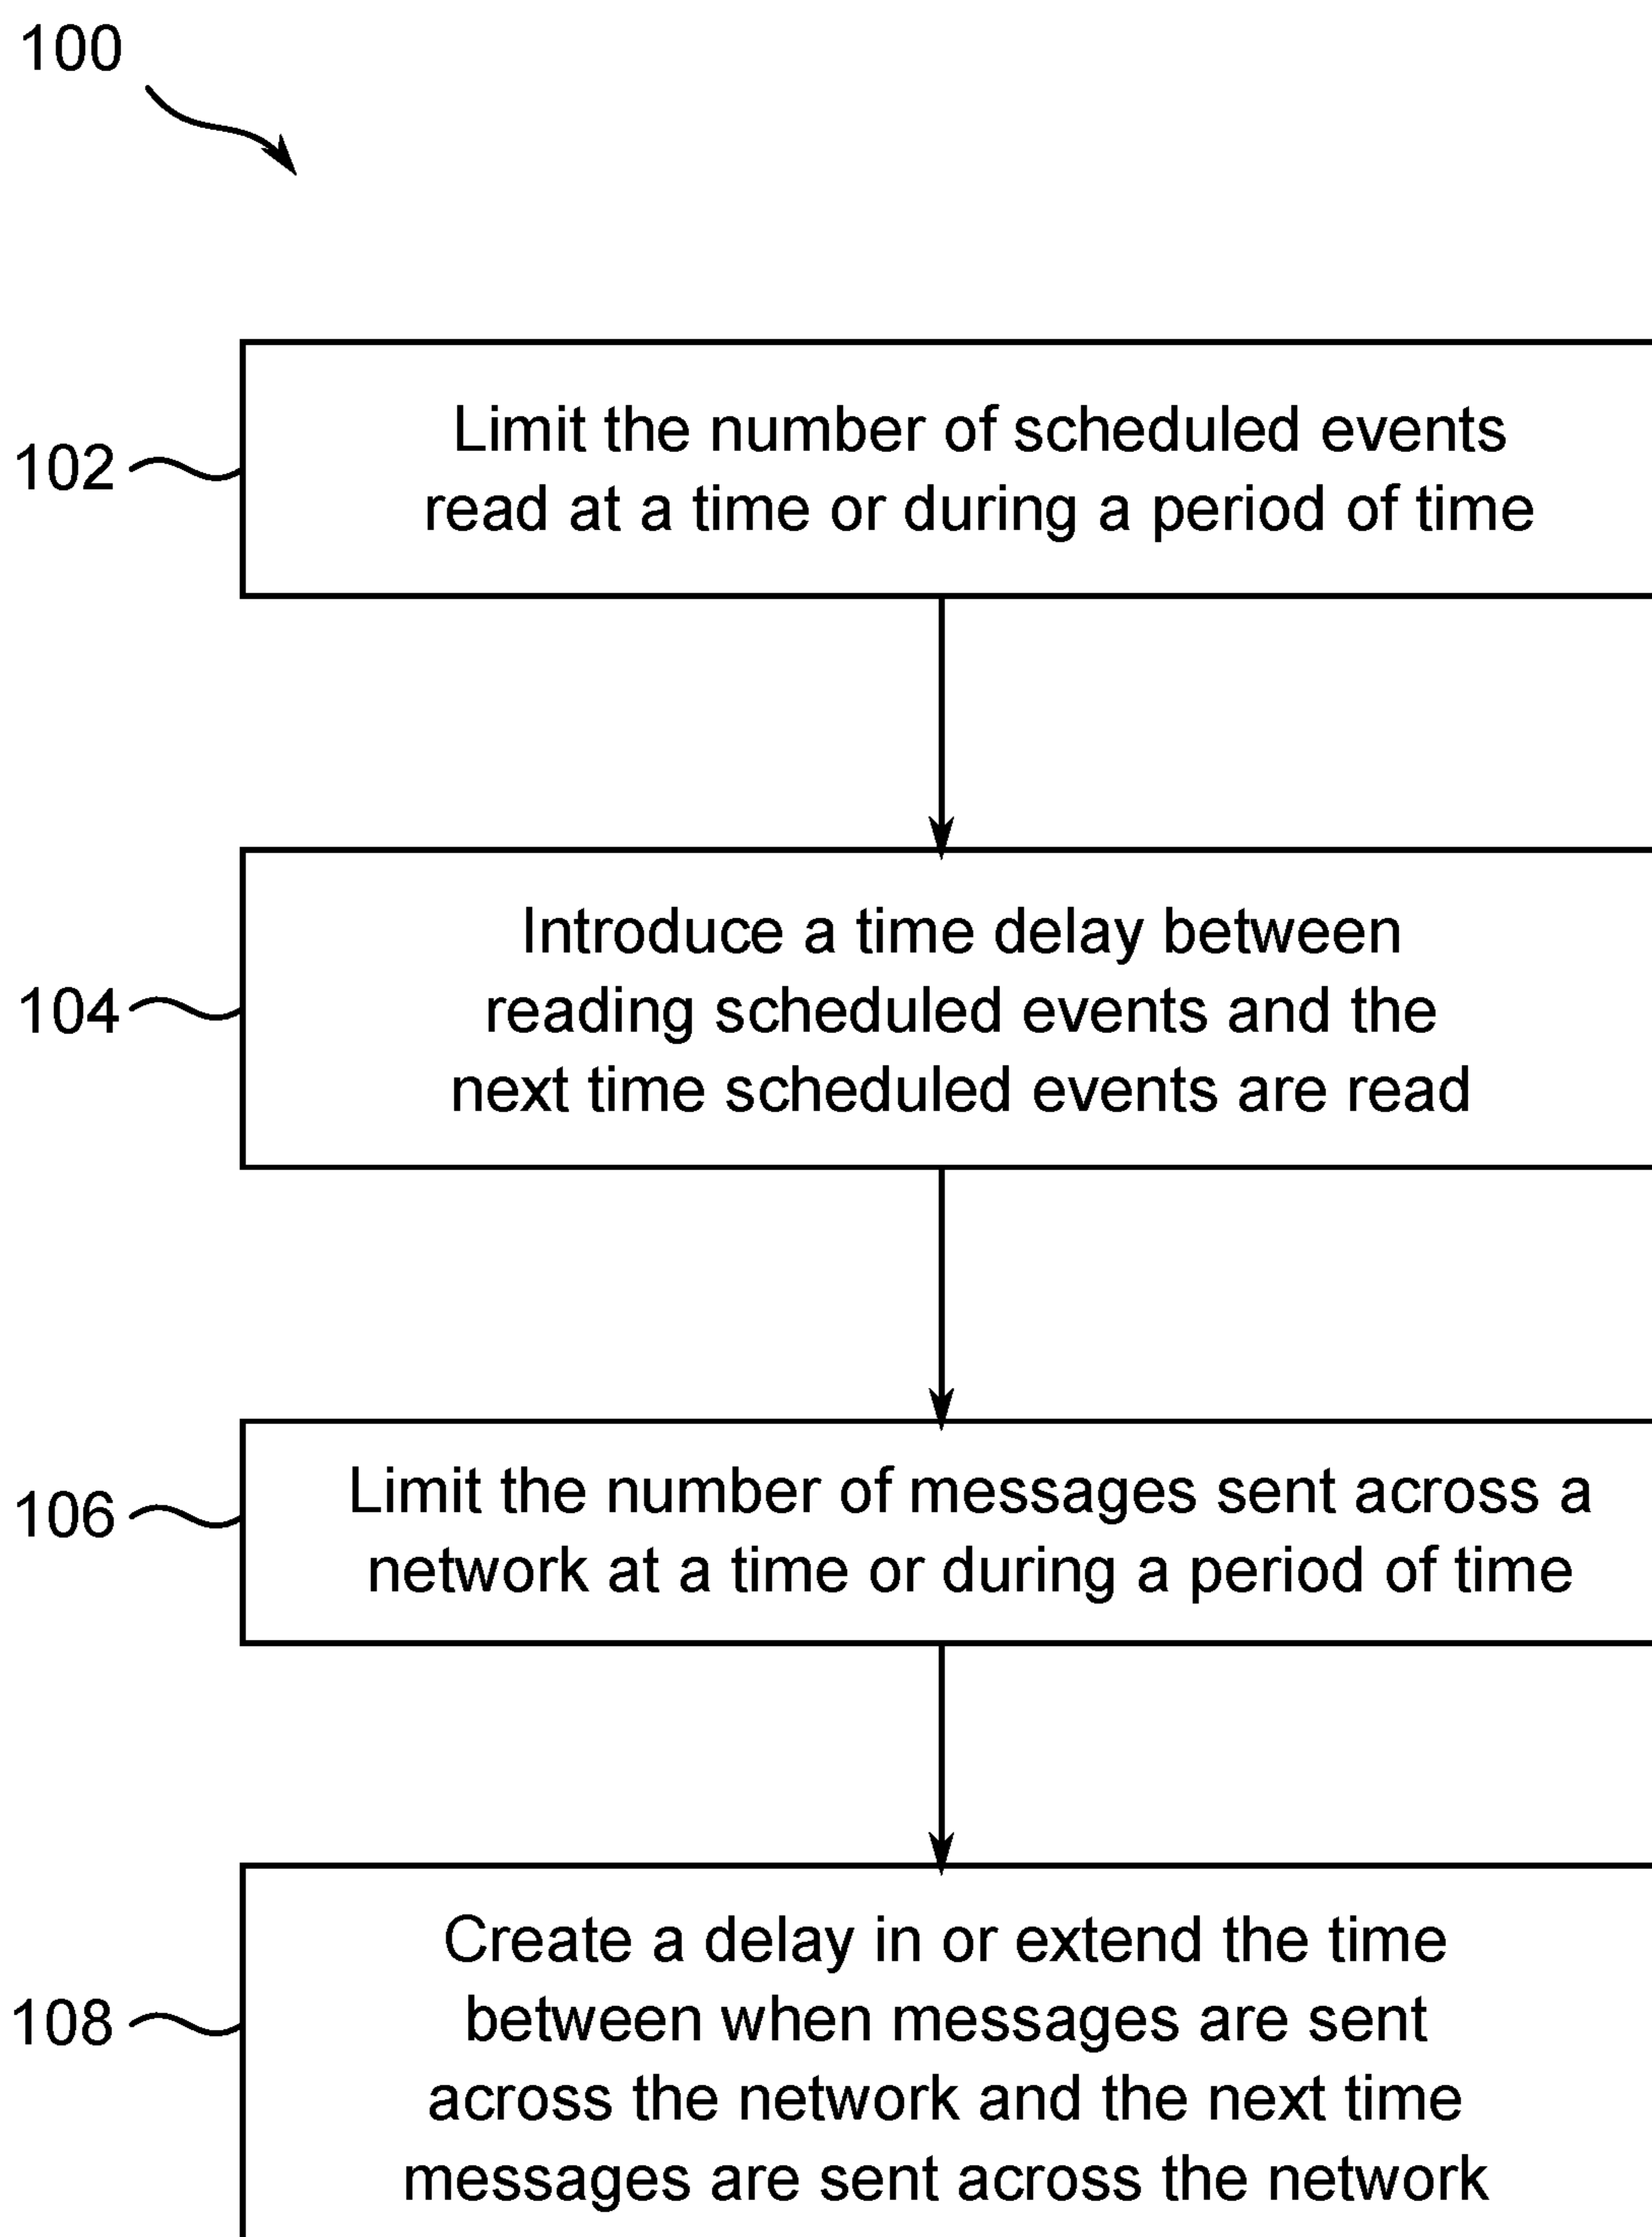 100
102
Limit the number of scheduled events
read at a time or during a period of time
104
Introduce a time delay between
reading scheduled events and the
next time scheduled events are read
106
Limit the number of messages sent across a
network at a time or during a period of time
108
Create a delay in or extend the time
between when messages are sent
across the network and the next time
messages are sent across the network